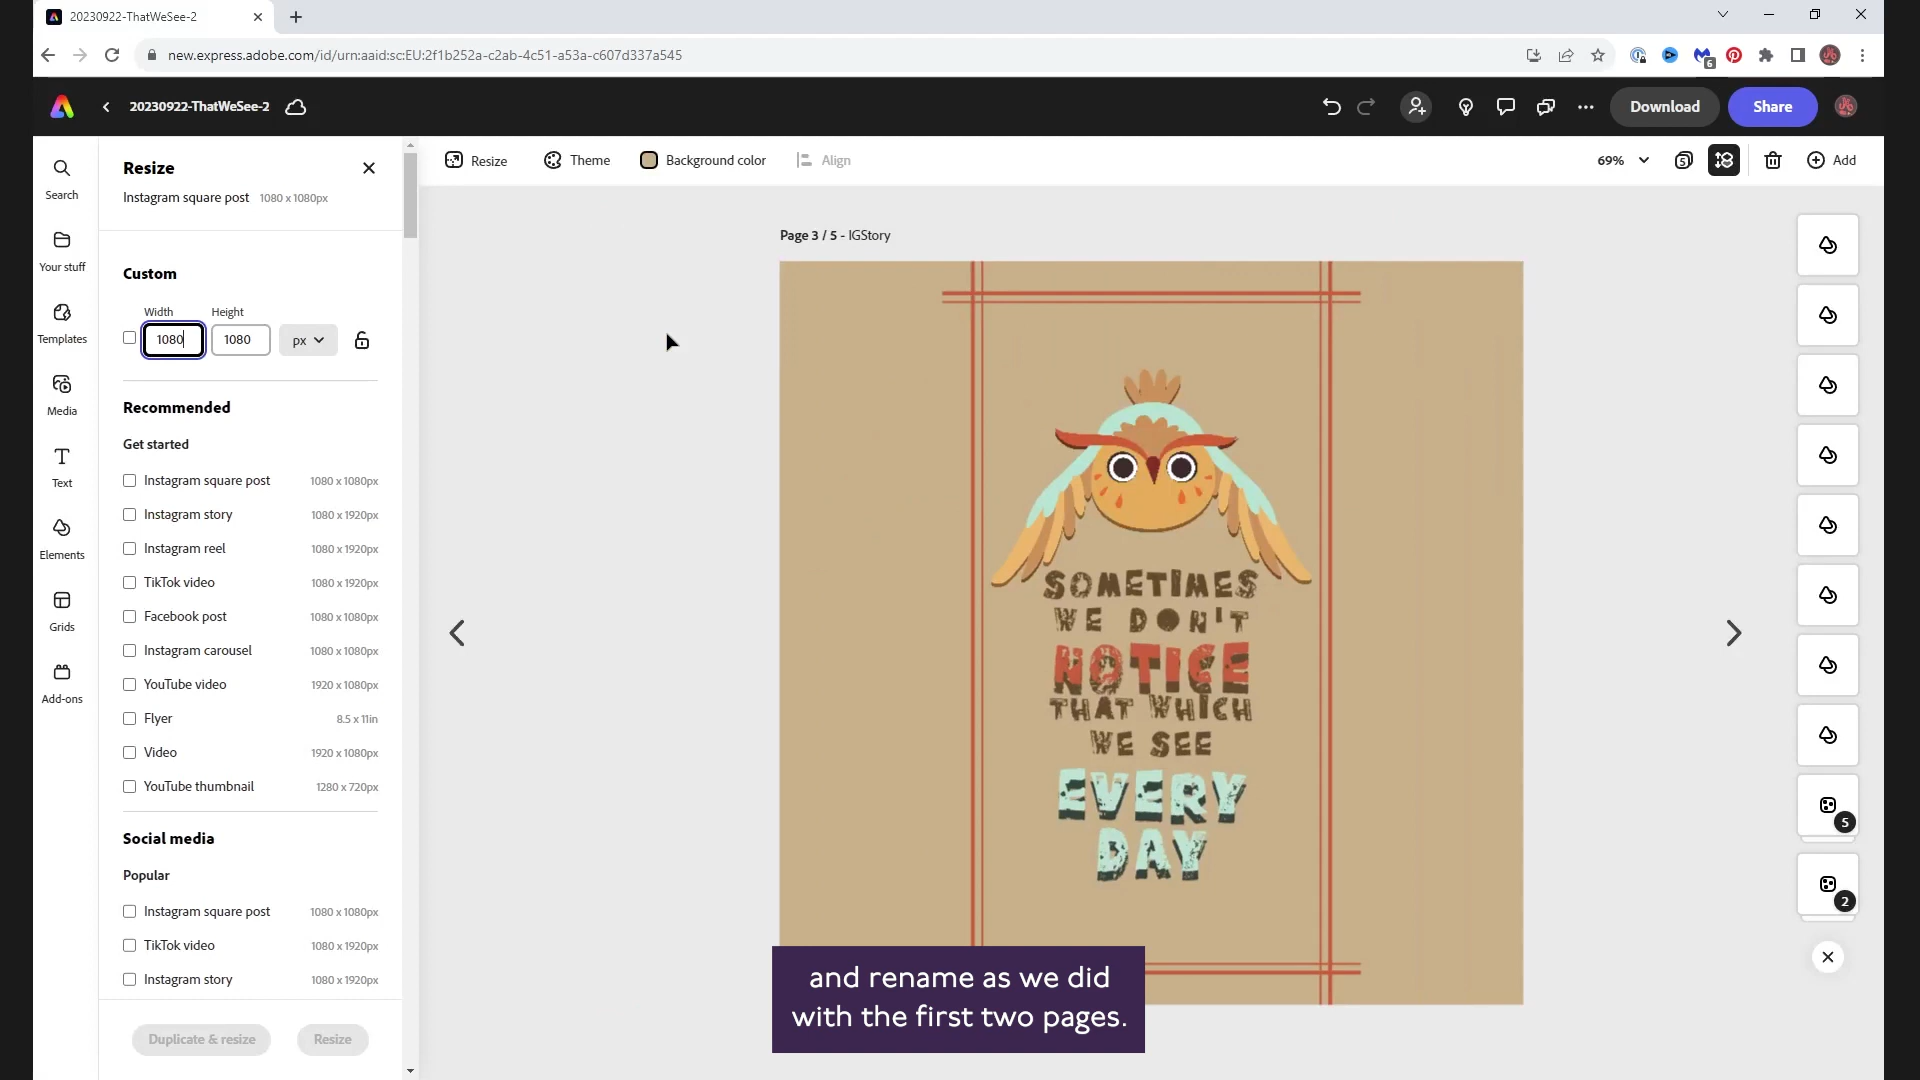 20230922-ThatWeSee-2
new.express.adobe.com/id/urn:aaid:sc:EU:2f1b252a-c2ab-4c51-a53a-c607d337a545
6
20230922-ThatWeSee-2
Download
Share
Search
Your stuff
Templates
Media
Text
Elements
Grids
Add-ons
Resize
Instagram square post 1080 x 1080px
Custom
Width Height
1080 1080 px
Recommended
Get started
Instagram square post 1080 x 1080px
Instagram story 1080 x 1920px
Instagram reel 1080 x 1920px
TikTok video 1080 x 1920px
Facebook post 1080 x 1080px
Instagram carousel 1080 x 1080px
YouTube video 1920 x 1080px
Flyer 8.5 x 11in
Video 1920 x 1080px
YouTube thumbnail 1280 x 720px
Social media
Popular
Instagram square post 1080 x 1080px
TikTok video 1080 x 1920px
Instagram story 1080 x 1920px
Duplicate & resize Resize
Resize Theme Background color Align
69% 5 Add
Page 3 / 5 - IGStory
SOMETIMES
WE DON'T
NOTICE
THAT WHICH
WE SEE
EVERY
DAY
5
2
and rename as we did
with the first two pages.